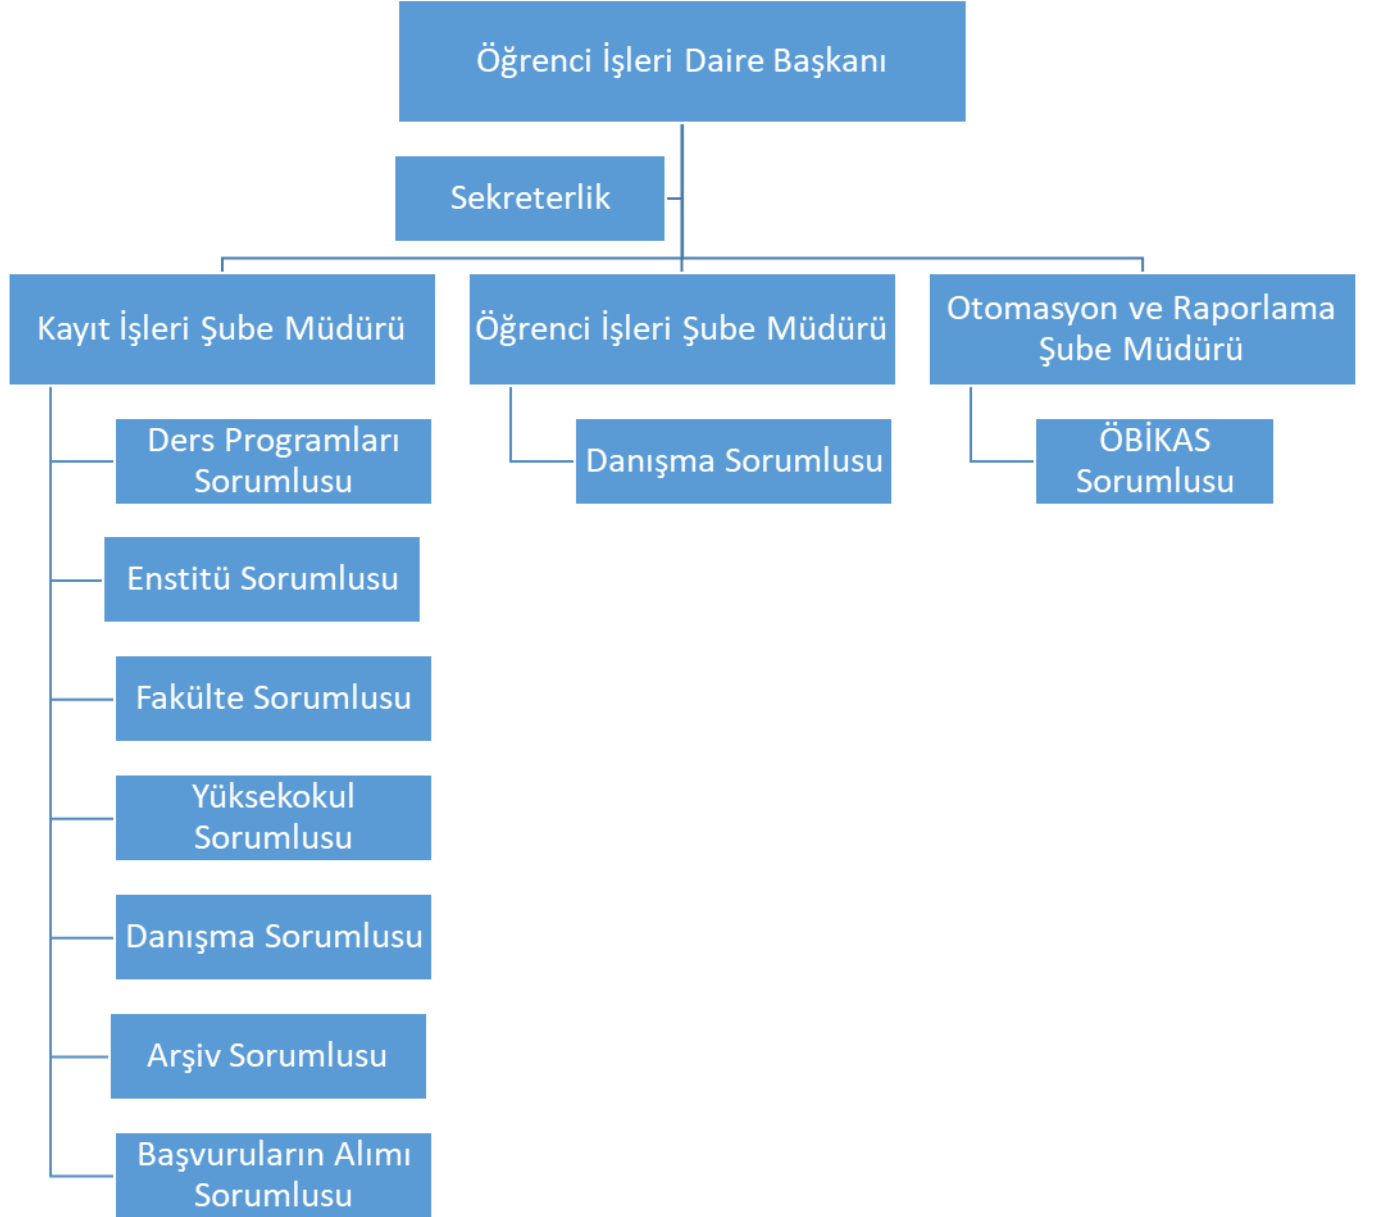 Öğrenci İşleri Daire Başkanı
Sekreterlik
Kayıt İşleri Şube Müdürü
Öğrenci İşleri Şube Müdürü
Otomasyon ve Raporlama
Şube Müdürü
Ders Programları
Sorumlusu
Danışma Sorumlusu
ÖBİKAS
Sorumlusu
Enstitü Sorumlusu
Fakülte Sorumlusu
Yüksekokul
Sorumlusu
Danışma Sorumlusu
Arşiv Sorumlusu
Başvuruların Alımı
Sorumlusu